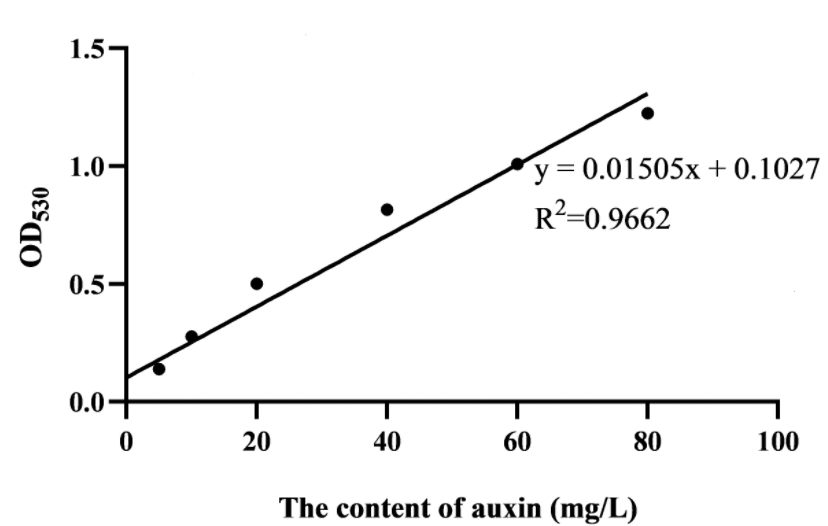 1.5
1.0
0.5
0.0
OD530
y = 0.01505x + 0.1027
R²=0.9662
0 20 40 60 80 100
The content of auxin (mg/L)